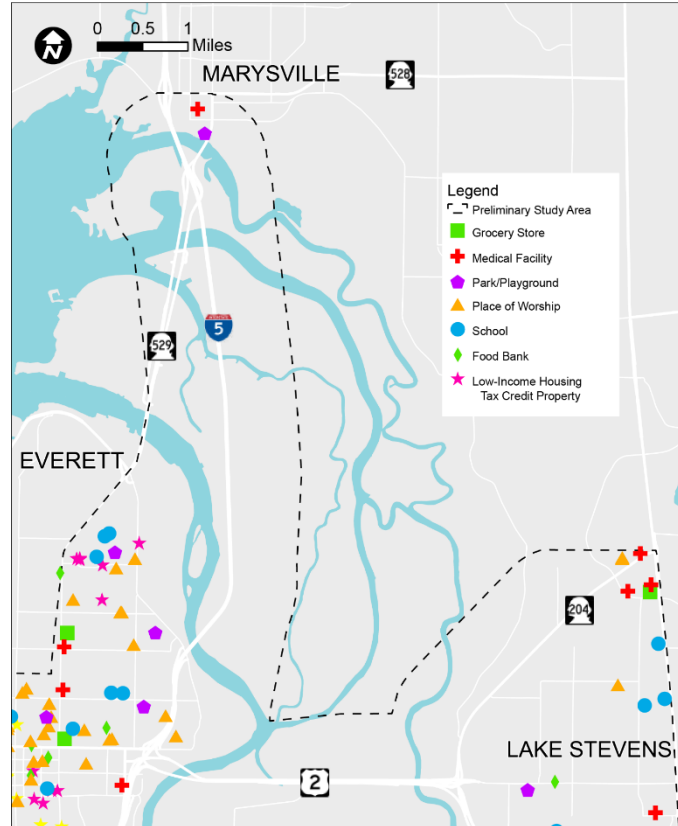 N
0 0.5 1
Miles
MARYSVILLE
528
Legend
Preliminary Study Area
Grocery Store
Medical Facility
Park/Playground
Place of Worship
School
Food Bank
Low-Income Housing
Tax Credit Property
5
529
EVERETT
204
LAKE STEVENS
2